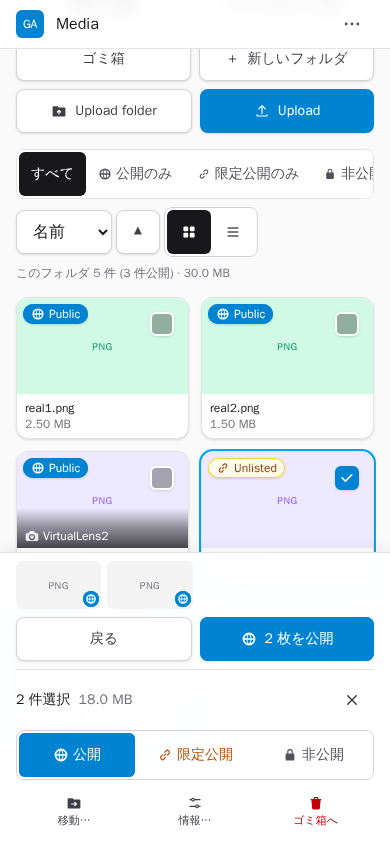 GA Media ···
ゴミ箱 + 新しいフォルダ
Upload folder Upload
すべて 公開のみ 限定公開のみ 非公
名前 ▲
このフォルダ 5 件 (3 件公開) · 30.0 MB
Public Public
PNG PNG
real1.png real2.png
2.50 MB 1.50 MB
Public Unlisted
PNG PNG
VirtualLens2
PNG PNG
戻る 2 枚を公開
2 件選択 18.0 MB ×
公開 限定公開 非公開
移動… 情報… ゴミ箱へ